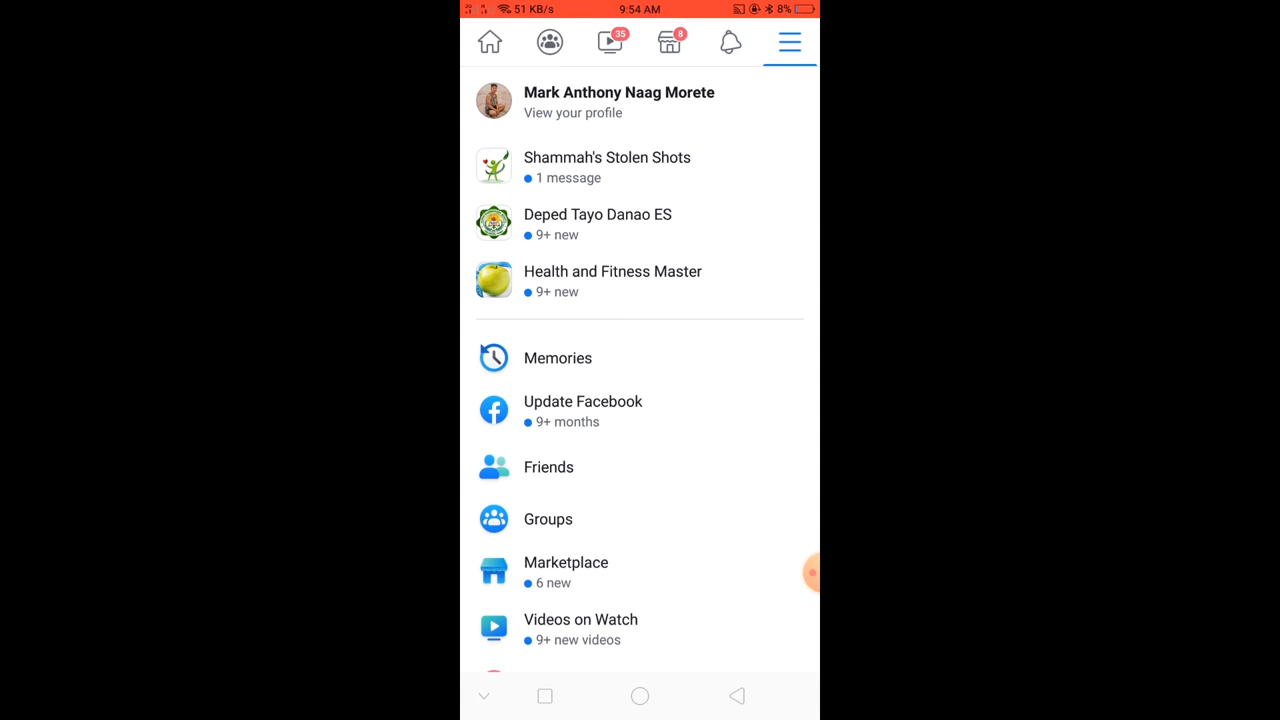 51 KB/s
9:54 AM
8%
35
8
Mark Anthony Naag Morete
View your profile
Shammah's Stolen Shots
1 message
Deped Tayo Danao ES
9+ new
Health and Fitness Master
9+ new
Memories
Update Facebook
9+ months
Friends
Groups
Marketplace
6 new
Videos on Watch
9+ new videos